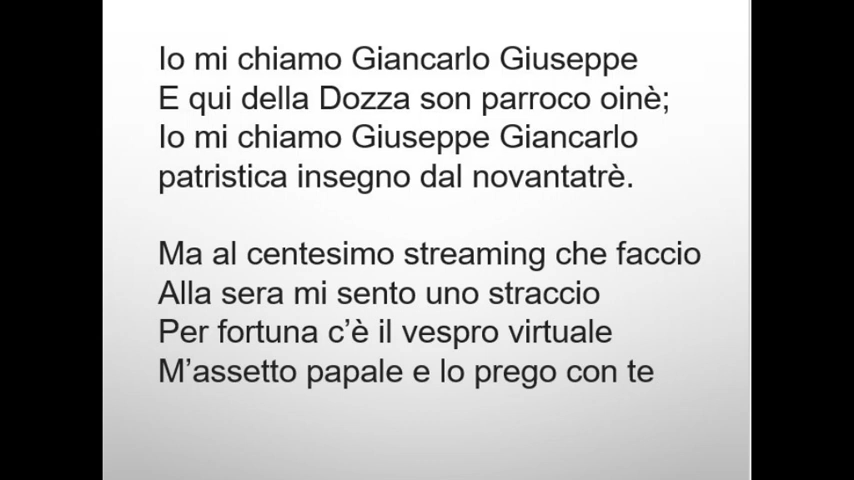 Io mi chiamo Giancarlo Giuseppe
E qui della Dozza son parroco oinè;
Io mi chiamo Giuseppe Giancarlo
patristica insegno dal novantatrè.
Ma al centesimo streaming che faccio
Alla sera mi sento uno straccio
Per fortuna c’è il vespro virtuale
M’assetto papale e lo prego con te